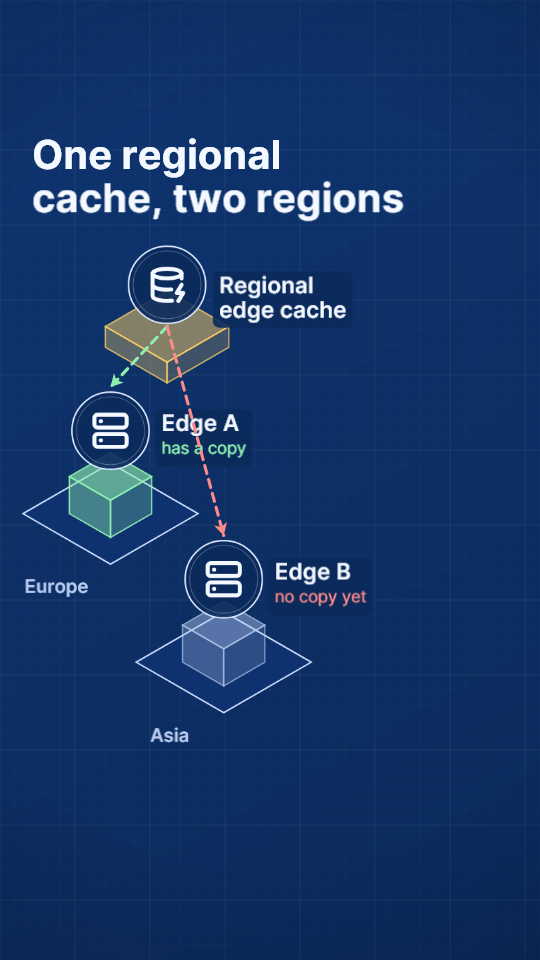 One regional
cache, two regions
Regional
edge cache
Edge A
has a copy
Europe
Edge B
no copy yet
Asia